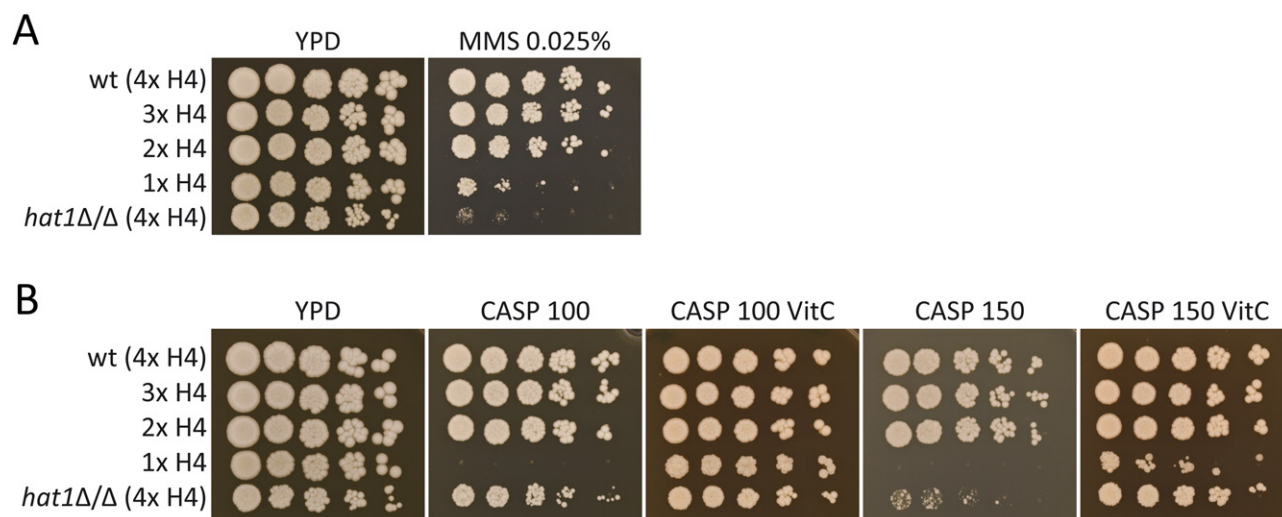 A
YPD MMS 0.025%
wt (4x H4)
3x H4
2x H4
1x H4
hat1Δ/Δ (4x H4)
B
YPD CASP 100 CASP 100 VitC CASP 150 CASP 150 VitC
wt (4x H4)
3x H4
2x H4
1x H4
hat1Δ/Δ (4x H4)